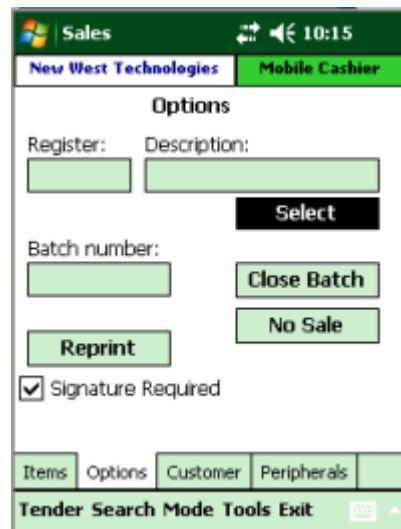 Sales 10:15
New West Technologies Mobile Cashier
Options
Register: Description:
Select
Batch number:
Close Batch
No Sale
Reprint
Signature Required
Items Options Customer Peripherals
Tender Search Mode Tools Exit